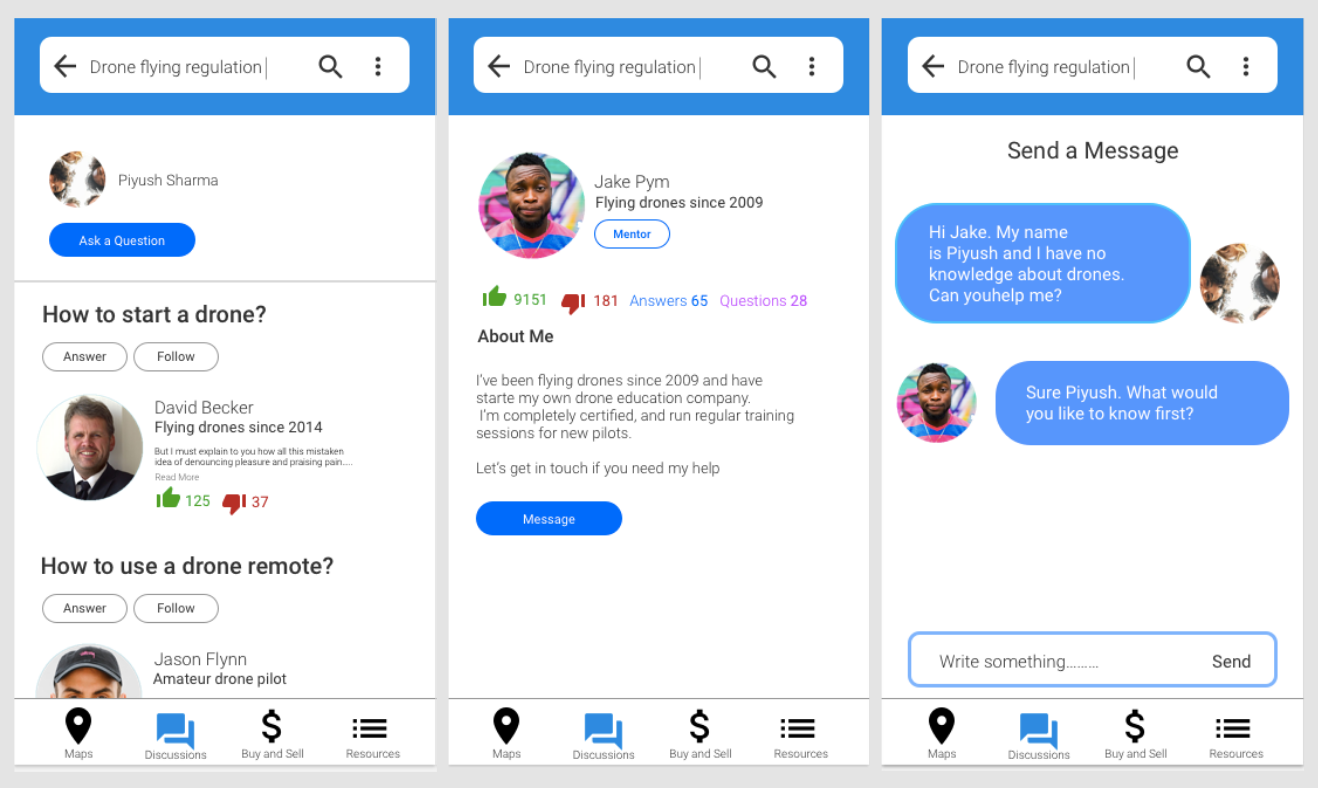 Drone flying regulation
Piyush Sharma
Ask a Question
How to start a drone?
Answer Follow
David Becker
Flying drones since 2014
But I must explain to you how all this mistaken
idea of denouncing pleasure and praising pain....
Read More
125 37
How to use a drone remote?
Answer Follow
Jason Flynn
Amateur drone pilot
Maps Discussions Buy and Sell Resources
Drone flying regulation
Jake Pym
Flying drones since 2009
Mentor
9151 181 Answers 65 Questions 28
About Me
I've been flying drones since 2009 and have
starte my own drone education company.
I'm completely certified, and run regular training
sessions for new pilots.
Let's get in touch if you need my help
Message
Maps Discussions Buy and Sell Resources
Drone flying regulation
Send a Message
Hi Jake. My name
is Piyush and I have no
knowledge about drones.
Can youhelp me?
Sure Piyush. What would
you like to know first?
Write something......... Send
Maps Discussions Buy and Sell Resources